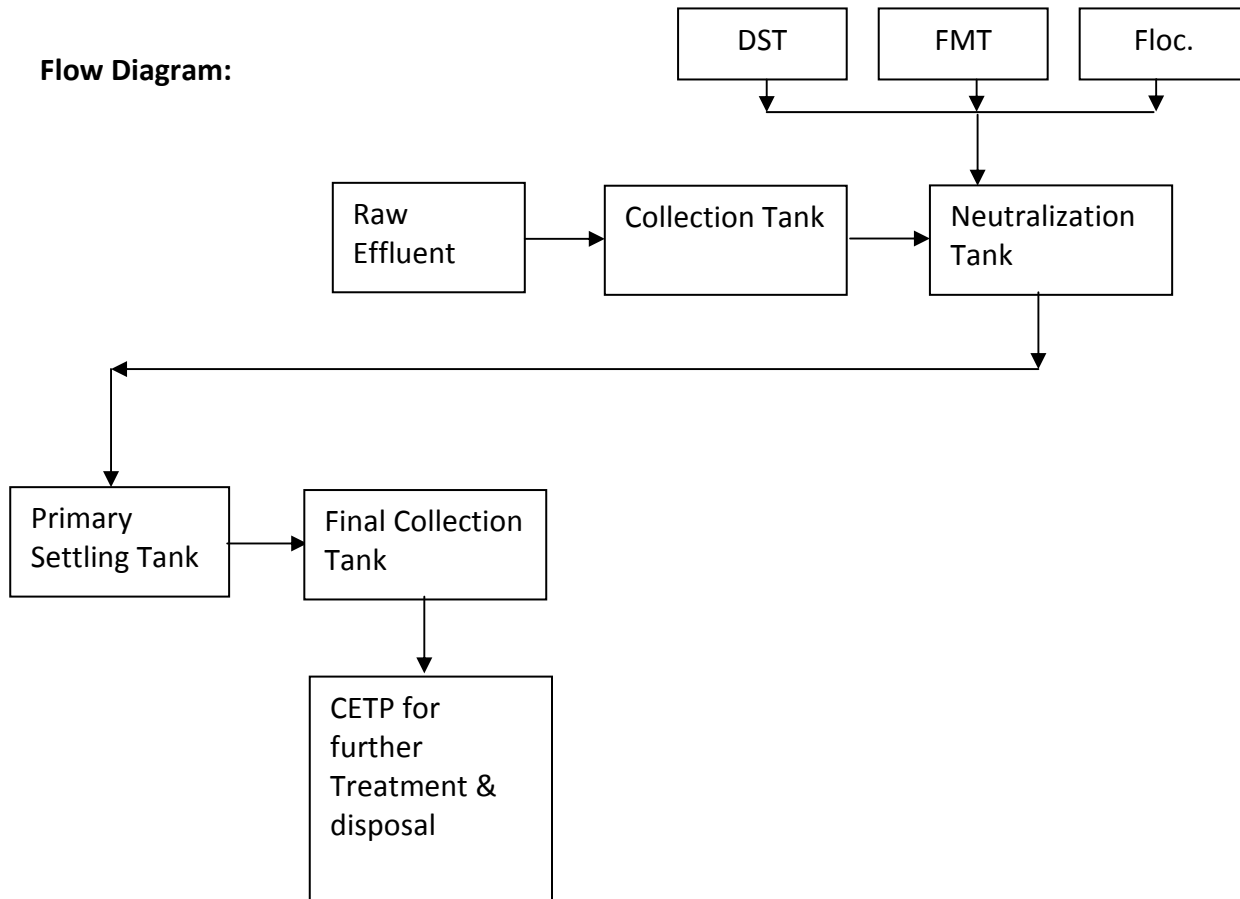 DST
FMT
Floc.
Flow Diagram:
Raw
Effluent
Collection Tank
Neutralization
Tank
Primary
Settling Tank
Final Collection
Tank
CETP for
further
Treatment &
disposal